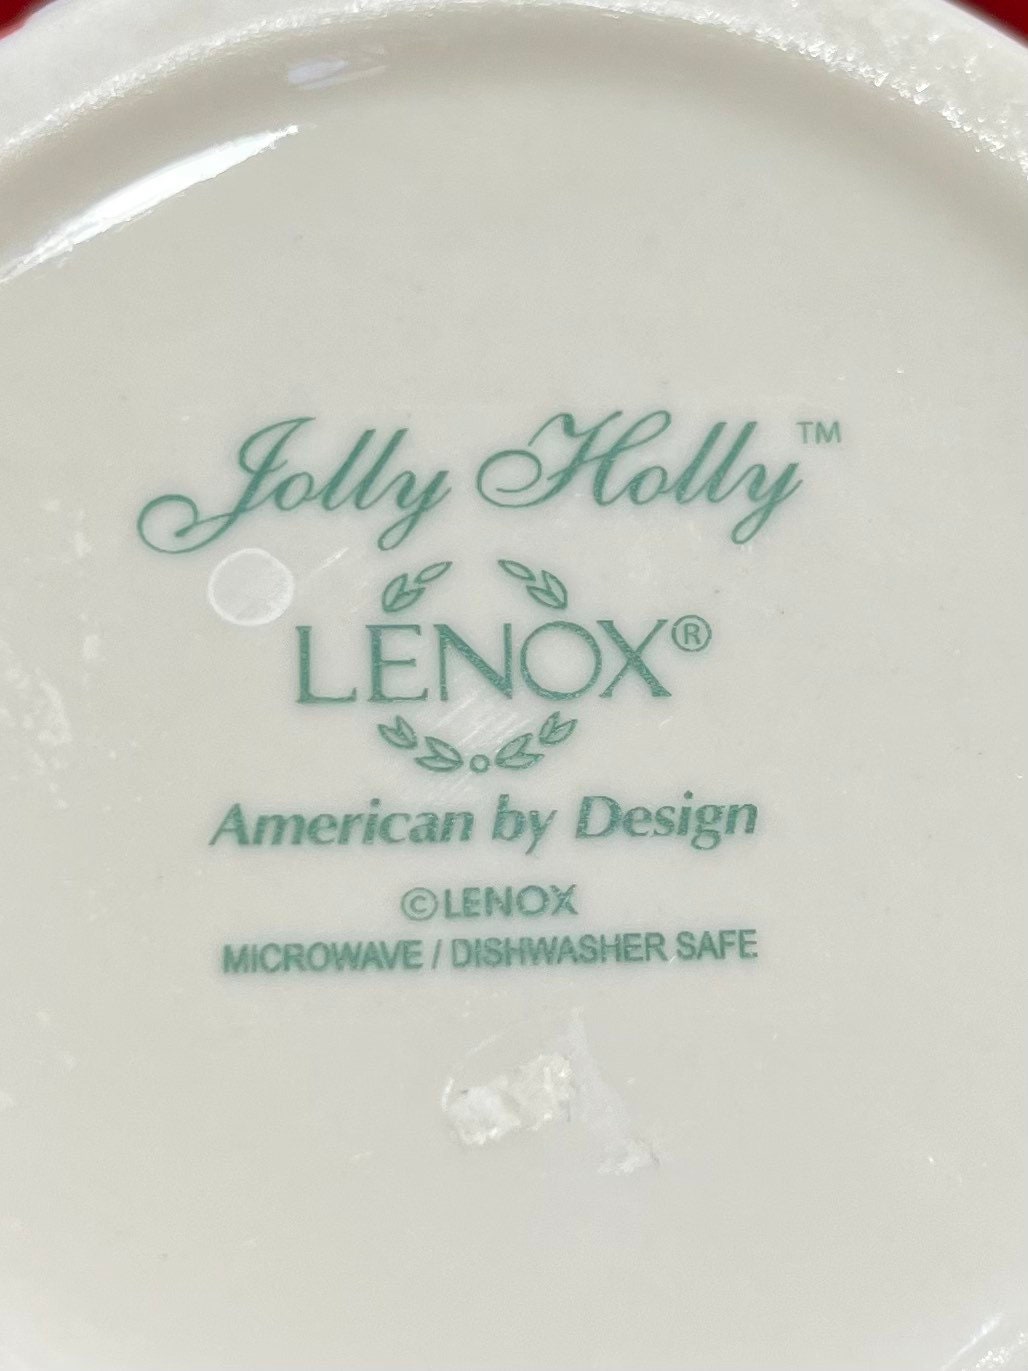 Jolly Holly™
LENOX®
American by Design
©LENOX
MICROWAVE / DISHWASHER SAFE